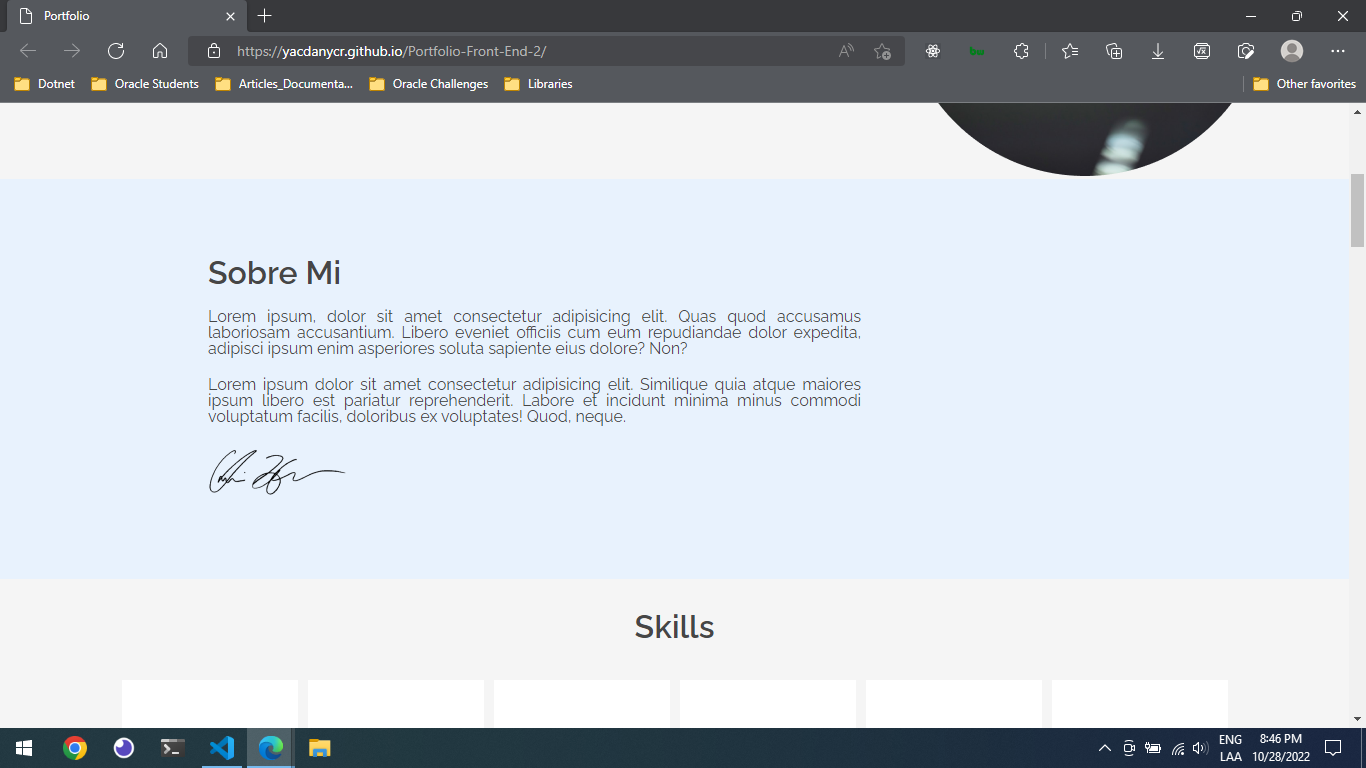 Portfolio
https://yacdanycr.github.io/Portfolio-Front-End-2/
Dotnet
Oracle Students
Articles_Documenta...
Oracle Challenges
Libraries
Other favorites
Sobre Mi
Lorem ipsum, dolor sit amet consectetur adipisicing elit. Quas quod accusamus
laboriosam accusantium. Libero eveniet officiis cum eum repudiandae dolor expedita,
adipisci ipsum enim asperiores soluta sapiente eius dolore? Non?
Lorem ipsum dolor sit amet consectetur adipisicing elit. Similique quia atque maiores
ipsum libero est pariatur reprehenderit. Labore et incidunt minima minus commodi
voluptatum facilis, doloribus ex voluptates! Quod, neque.
Skills
ENG
LAA
8:46 PM
10/28/2022